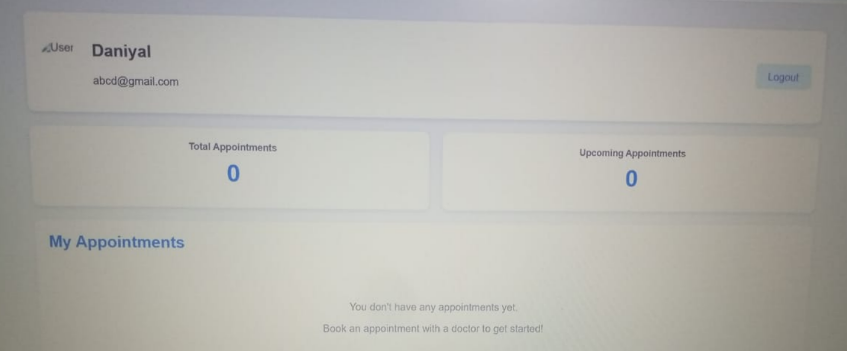 User
Daniyal
abcd@gmail.com
Logout
Total Appointments
0
Upcoming Appointments
0
My Appointments
You don't have any appointments yet.
Book an appointment with a doctor to get started!